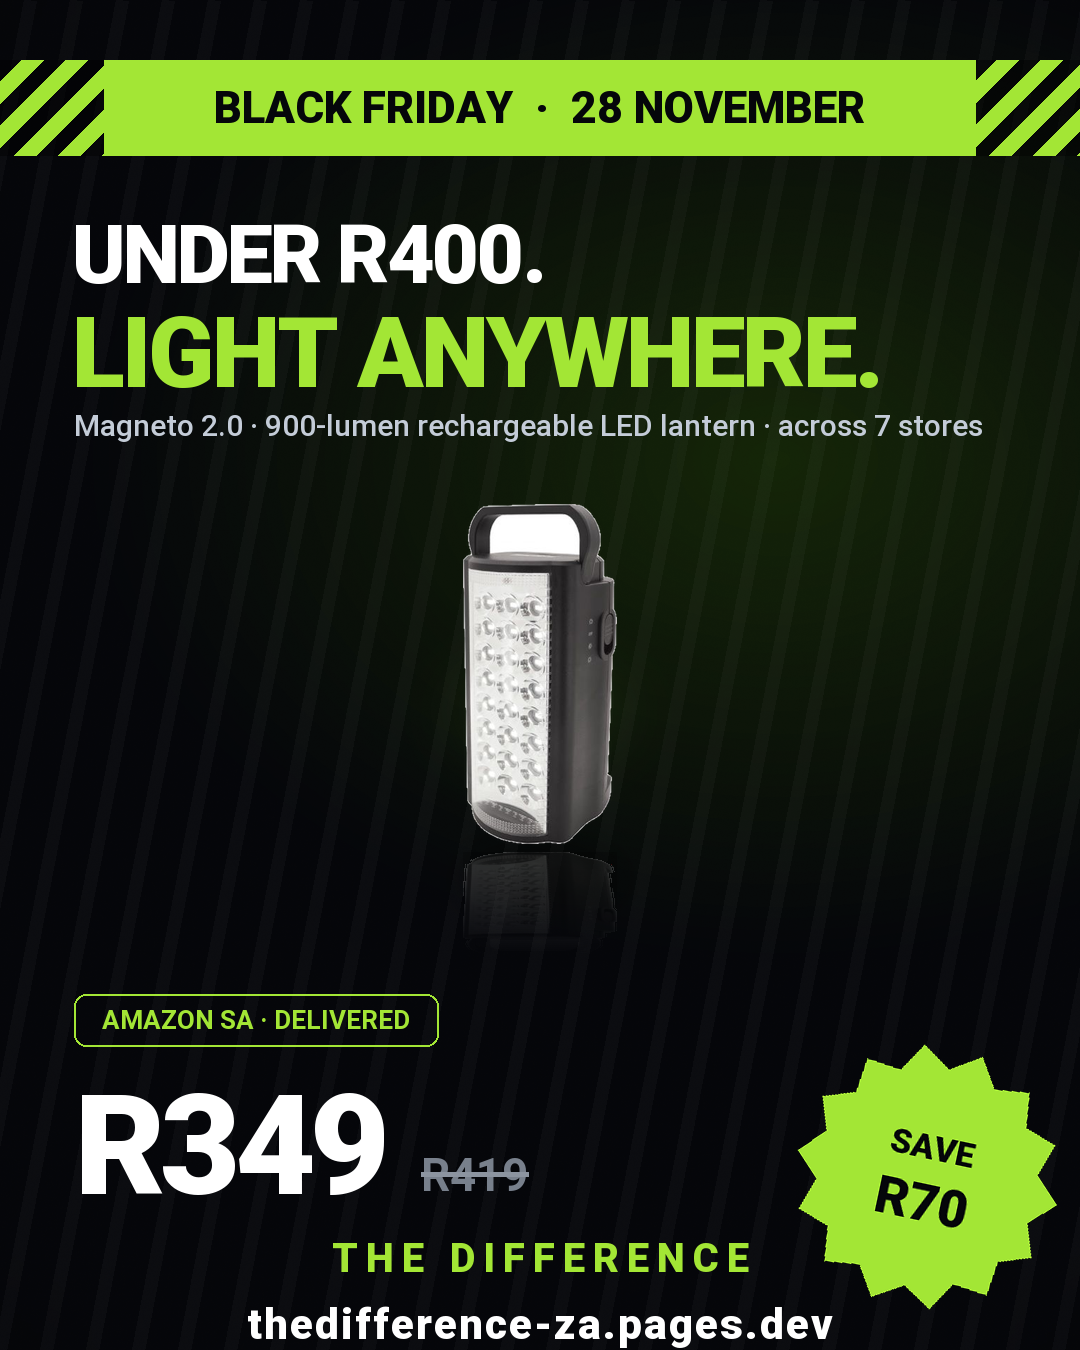 BLACK FRIDAY · 28 NOVEMBER
UNDER R400.
LIGHT ANYWHERE.
Magneto 2.0 · 900-lumen rechargeable LED lantern · across 7 stores
AMAZON SA · DELIVERED
R349 R419
SAVE
R70
THE DIFFERENCE
thedifference-za.pages.dev